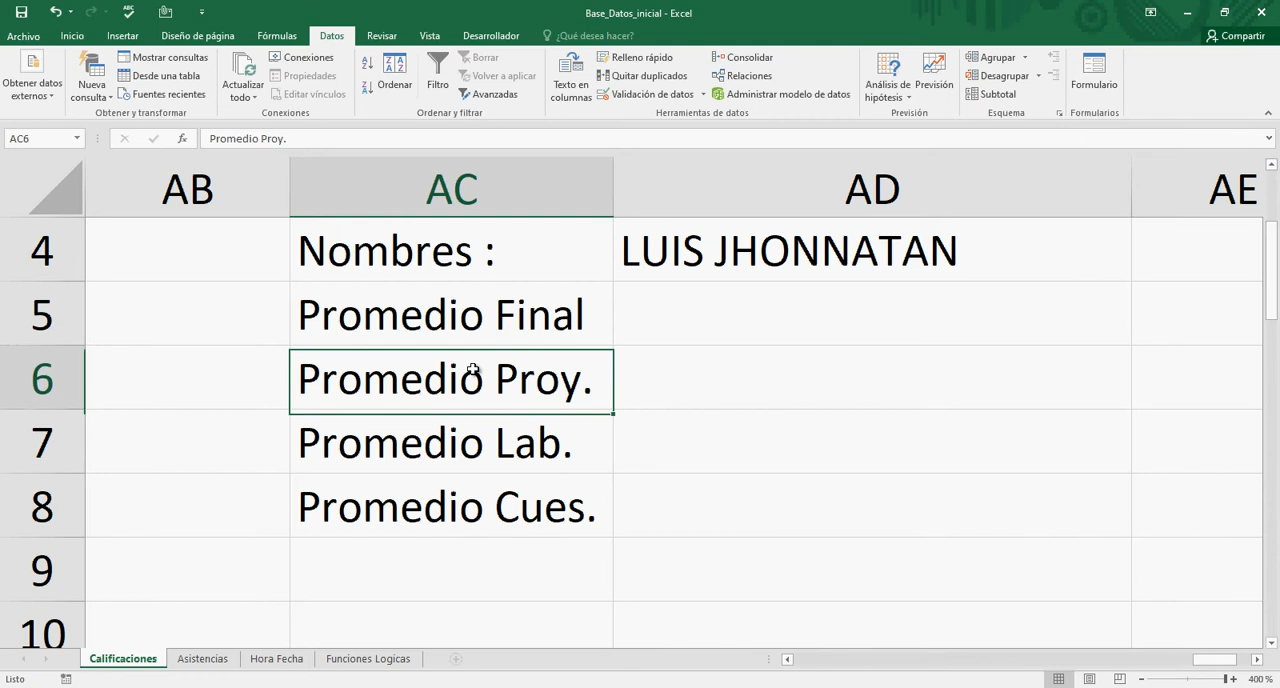 Base_Datos_inicial - Excel
Archivo Inicio Insertar Diseño de página Fórmulas Datos Revisar Vista Desarrollador ¿Qué desea hacer? Compartir
Obtener datos externos
Nueva consulta
Mostrar consultas
Desde una tabla
Fuentes recientes
Obtener y transformar
Actualizar todo
Conexiones
Propiedades
Editar vínculos
Conexiones
Ordenar
Filtro
Borrar
Volver a aplicar
Avanzadas
Ordenar y filtrar
Texto en columnas
Relleno rápido
Quitar duplicados
Validación de datos
Consolidar
Relaciones
Administrar modelo de datos
Herramientas de datos
Análisis de hipótesis
Previsión
Previsión
Agrupar
Desagrupar
Subtotal
Esquema
Formulario
Formularios
AC6 fx Promedio Proy.
AB AC AD AE
4 Nombres : LUIS JHONNATAN
5 Promedio Final
6 Promedio Proy.
7 Promedio Lab.
8 Promedio Cues.
9
10
Calificaciones Asistencias Hora Fecha Funciones Logicas
Listo 400 %